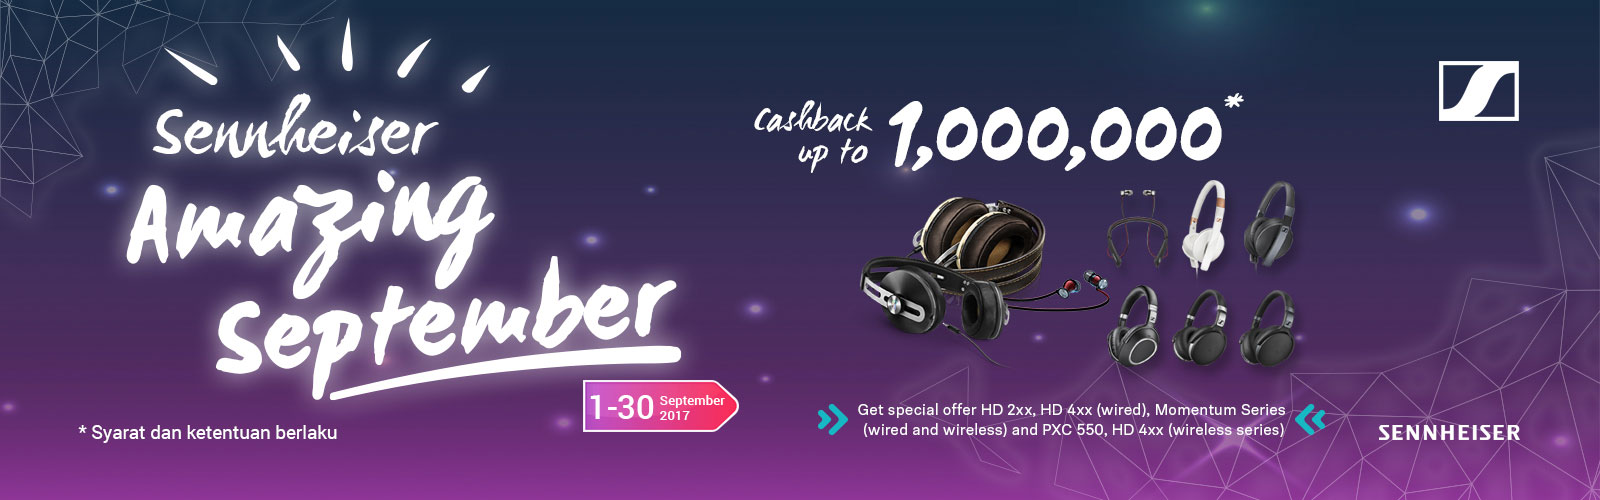 Sennheiser
Amazing
September
1-30 September
2017
* Syarat dan ketentuan berlaku
cashback
up to 1,000,000*
Get special offer HD 2xx, HD 4xx (wired), Momentum Series
(wired and wireless) and PXC 550, HD 4xx (wireless series)
SENNHEISER